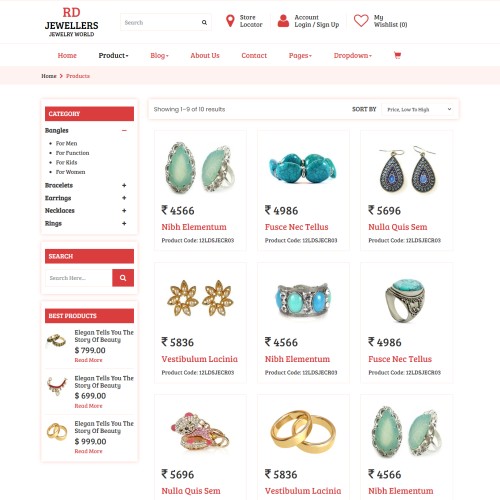 RD
JEWELLERS
JEWELRY WORLD
Search
Store
Locator
Account
Login / Sign Up
My
Wishlist (0)
Home
Product
Blog
About Us
Contact
Pages
Dropdown
Home > Products
CATEGORY
Bangles −
For Men
For Function
For Kids
For Women
Bracelets +
Earrings +
Necklaces +
Rings +
SEARCH
Search Here...
BEST PRODUCTS
Elegan Tells You The
Story Of Beauty
$ 799.00
Read More
Elegan Tells You The
Story Of Beauty
$ 699.00
Read More
Elegan Tells You The
Story Of Beauty
$ 999.00
Read More
Showing 1–9 of 10 results
SORT BY
Price, Low To High
₹ 4566
Nibh Elementum
Product Code: 12LDSJECR03
₹ 4986
Fusce Nec Tellus
Product Code: 12LDSJECR03
₹ 5696
Nulla Quis Sem
Product Code: 12LDSJECR03
₹ 5836
Vestibulum Lacinia
Product Code: 12LDSJECR03
₹ 4566
Nibh Elementum
Product Code: 12LDSJECR03
₹ 4986
Fusce Nec Tellus
Product Code: 12LDSJECR03
₹ 5696
Nulla Quis Sem
₹ 5836
Vestibulum Lacinia
₹ 4566
Nibh Elementum